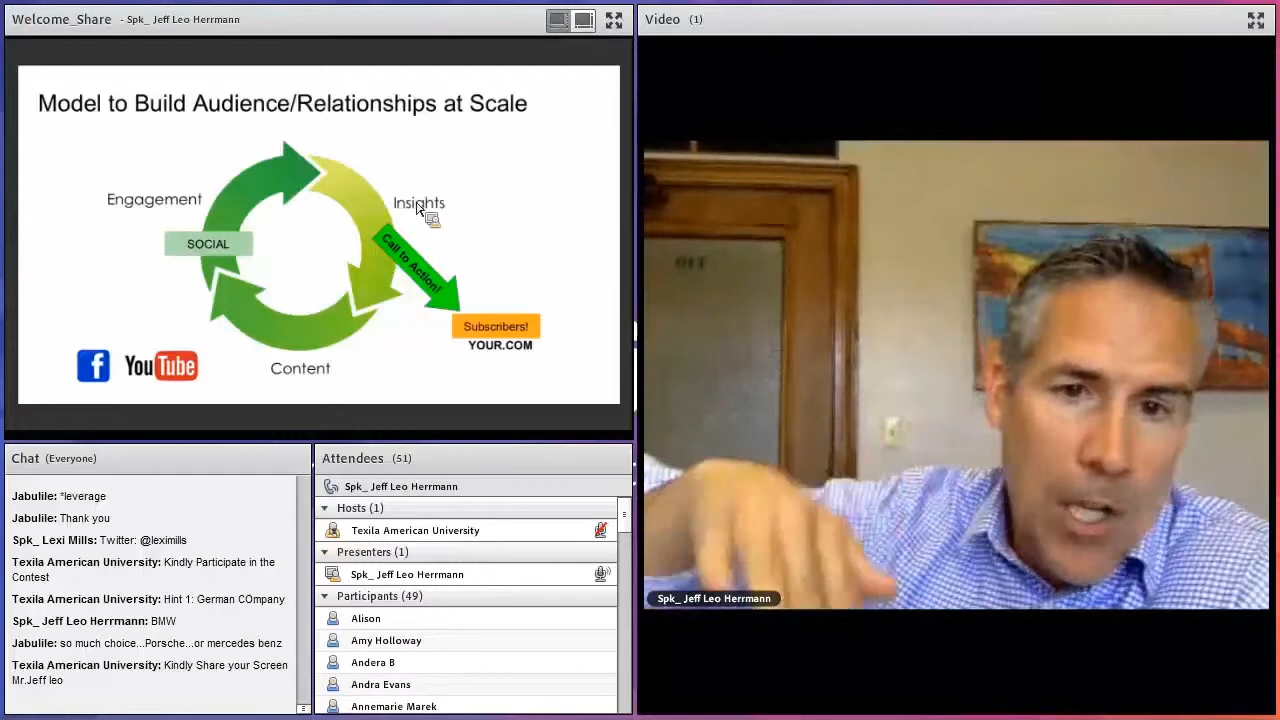 Welcome_Share - Spk_ Jeff Leo Herrmann
Model to Build Audience/Relationships at Scale
Engagement
Insights
SOCIAL
Call to Action!
Subscribers!
YOUR.COM
f YouTube
Content
Chat (Everyone)
Jabulile: *leverage
Jabulile: Thank you
Spk_ Lexi Mills: Twitter: @leximills
Texila American University: Kindly Participate in the
Contest
Texila American University: Hint 1: German COmpany
Spk_ Jeff Leo Herrmann: BMW
Jabulile: so much choice...Porsche...or mercedes benz
Texila American University: Kindly Share your Screen
Mr.Jeff leo
Attendees (51)
Spk_ Jeff Leo Herrmann
Hosts (1)
Texila American University
Presenters (1)
Spk_ Jeff Leo Herrmann
Participants (49)
Alison
Amy Holloway
Andera B
Andra Evans
Annemarie Marek
Video (1)
Spk_ Jeff Leo Herrmann